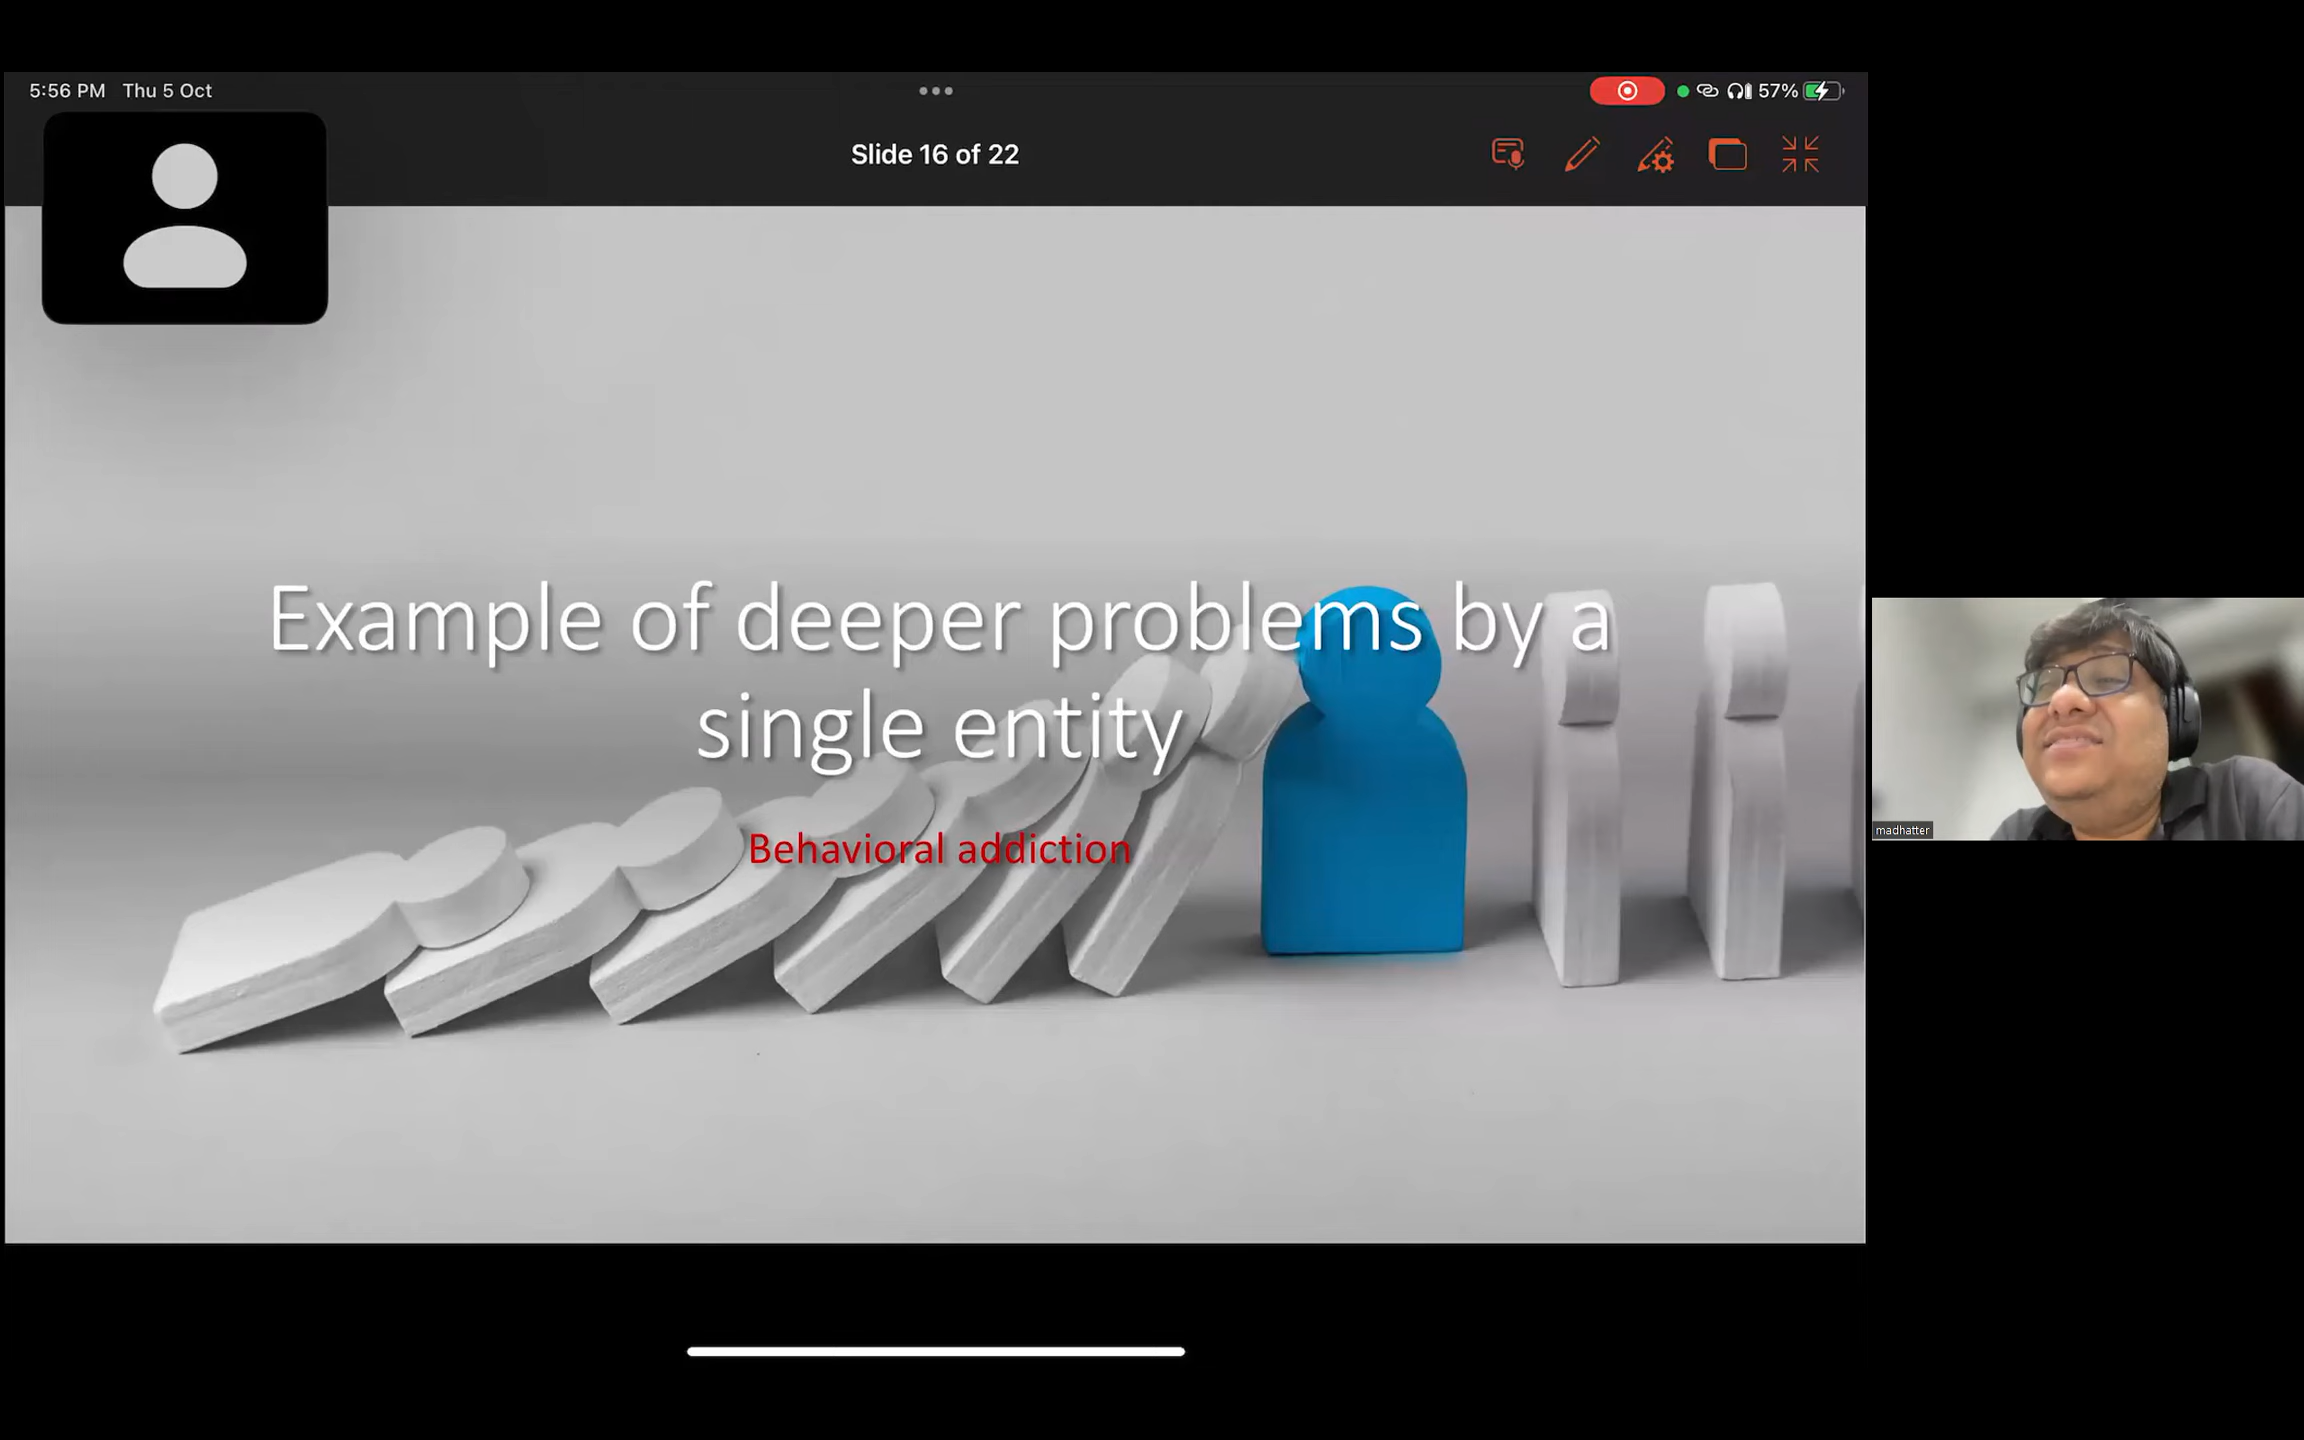 5:56 PM Thu 5 Oct
57%
Slide 16 of 22
Example of deeper problems by a
single entity
Behavioral addiction
madhatter